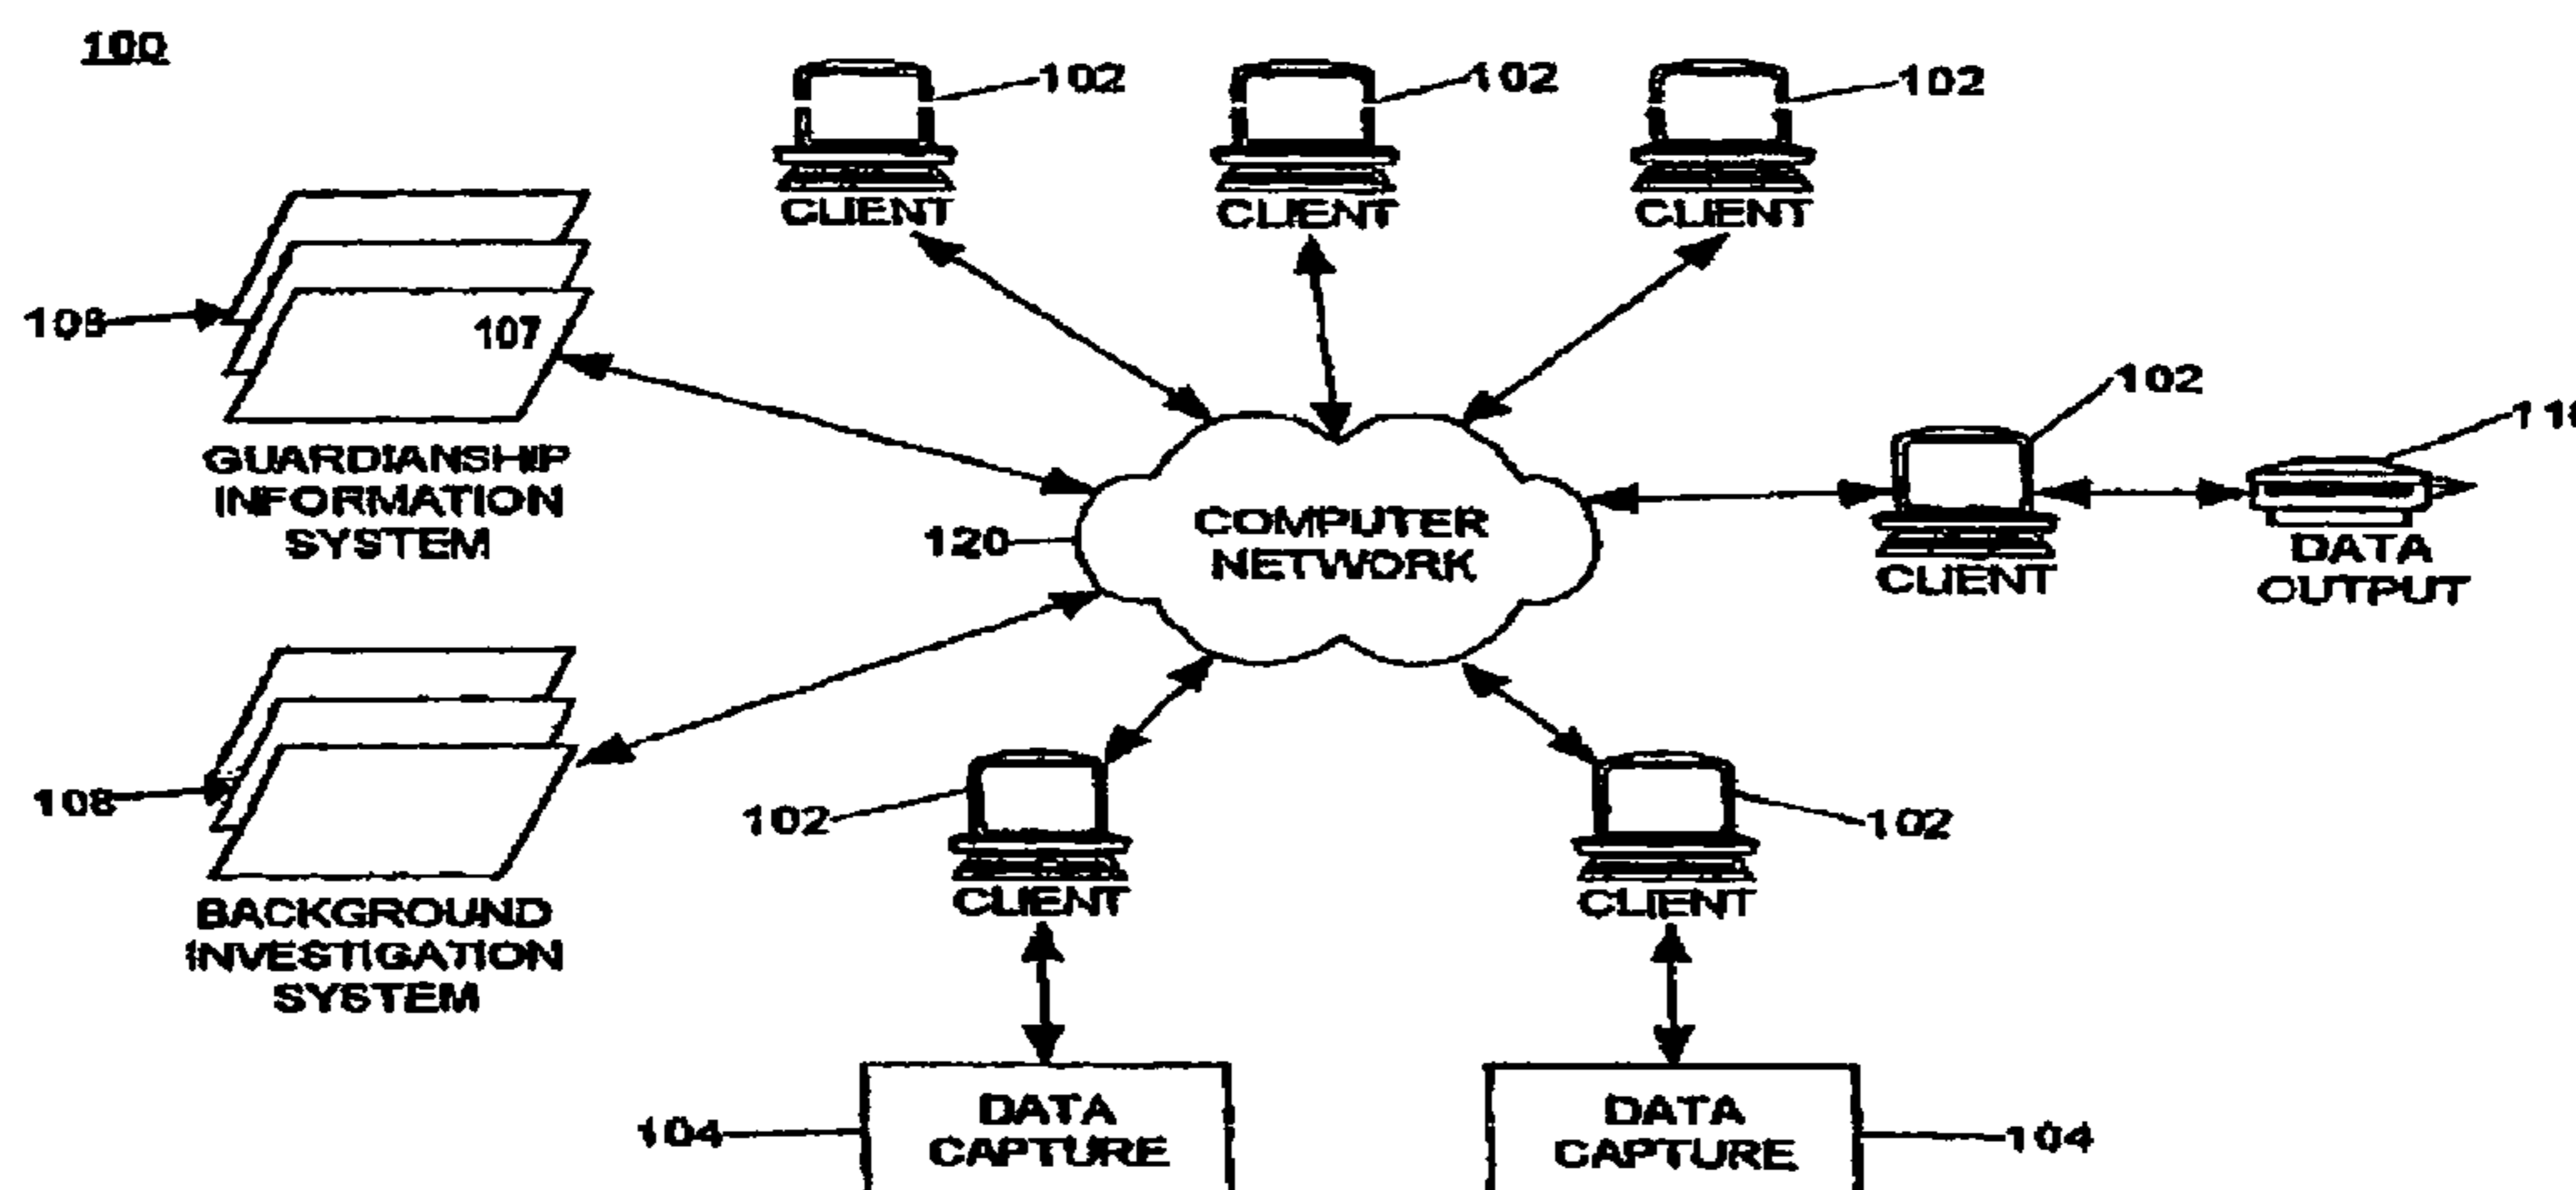 100
102
102
102
CLIENT
CLIENT
CLIENT
106
107
GUARDIANSHIP
INFORMATION
SYSTEM
102
CLIENT
DATA
OUTPUT
120
COMPUTER
NETWORK
108
BACKGROUND
INVESTIGATION
SYSTEM
102
CLIENT
102
CLIENT
104
DATA
CAPTURE
DATA
CAPTURE
104